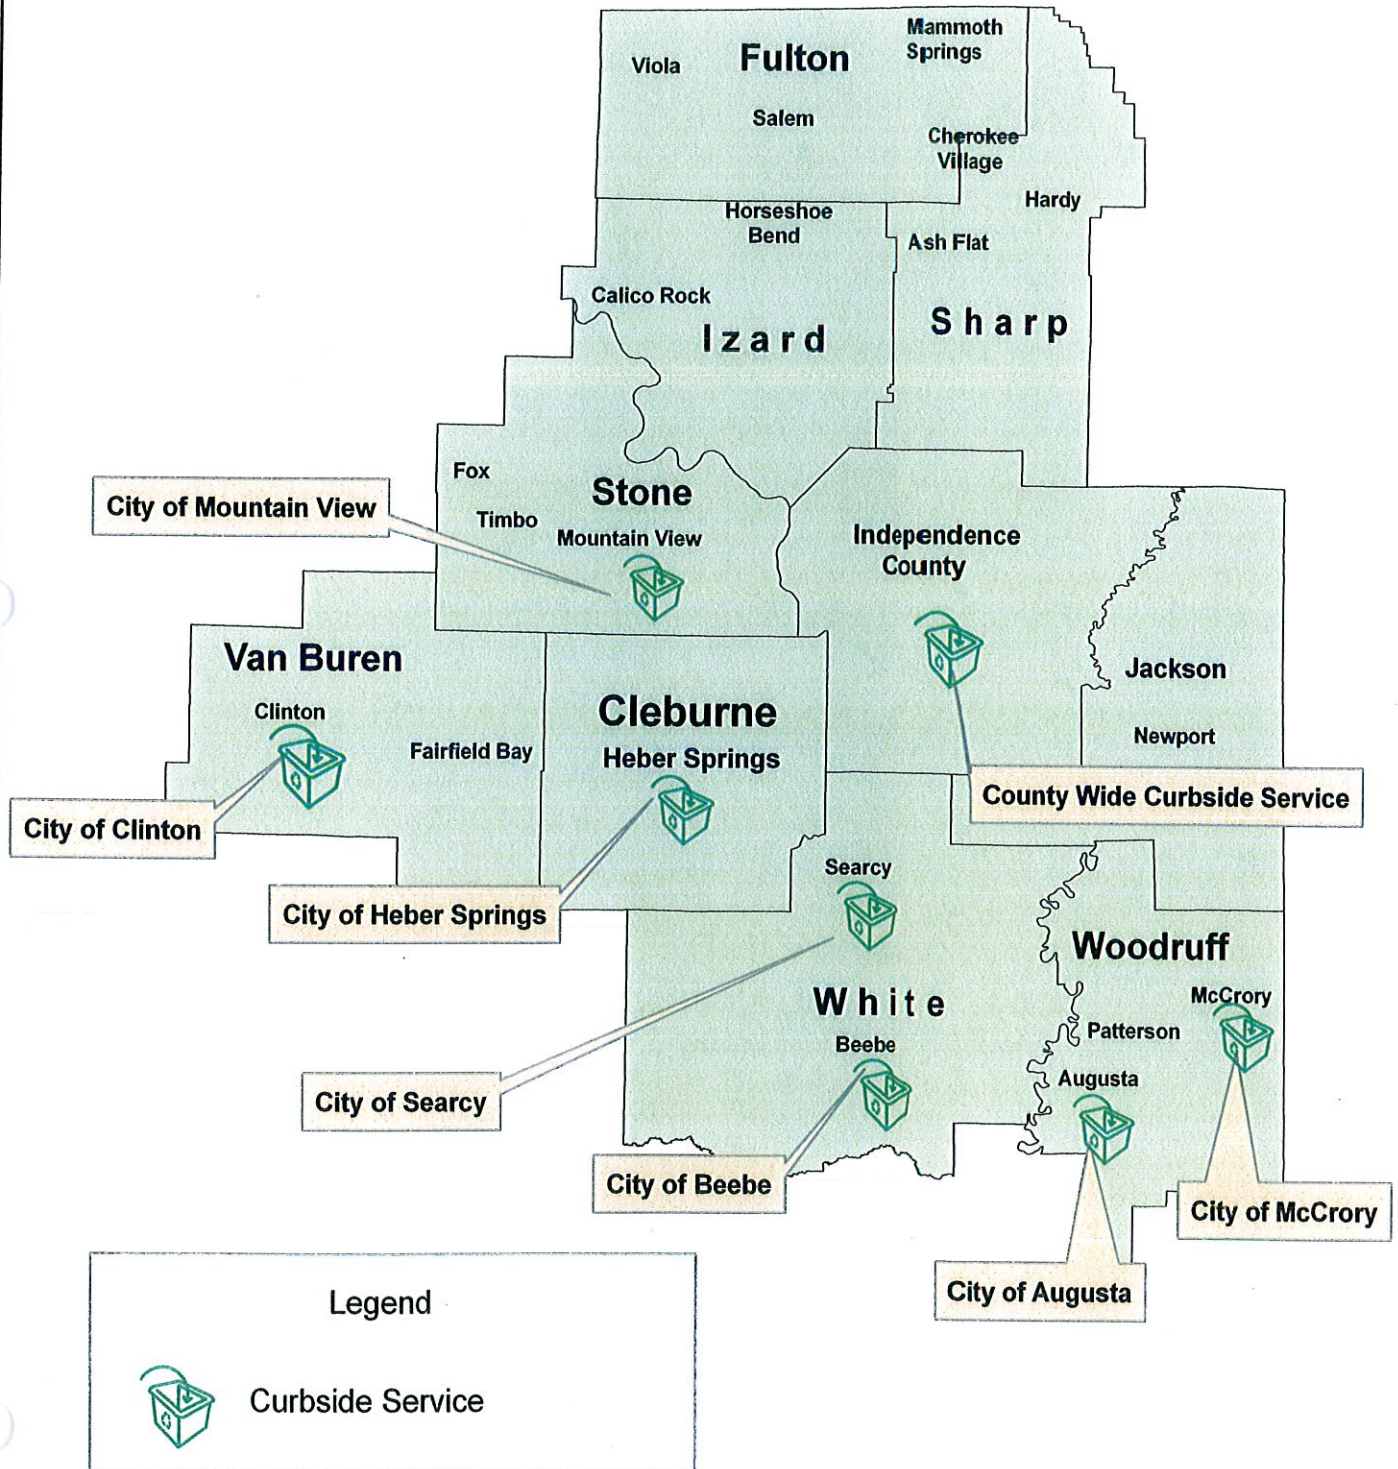 Mammoth
Springs
Fulton
Viola
Salem
Cherokee
Village
Hardy
Horseshoe
Bend
Ash Flat
Calico Rock
Izard
Sharp
Fox
Stone
City of Mountain View
Timbo
Mountain View
Independence
County
Van Buren
Jackson
Clinton
Cleburne
Fairfield Bay
Heber Springs
Newport
County Wide Curbside Service
City of Clinton
Searcy
City of Heber Springs
Woodruff
White
McCrory
Patterson
Beebe
Augusta
City of Searcy
City of Beebe
City of McCrory
City of Augusta
Legend
Curbside Service